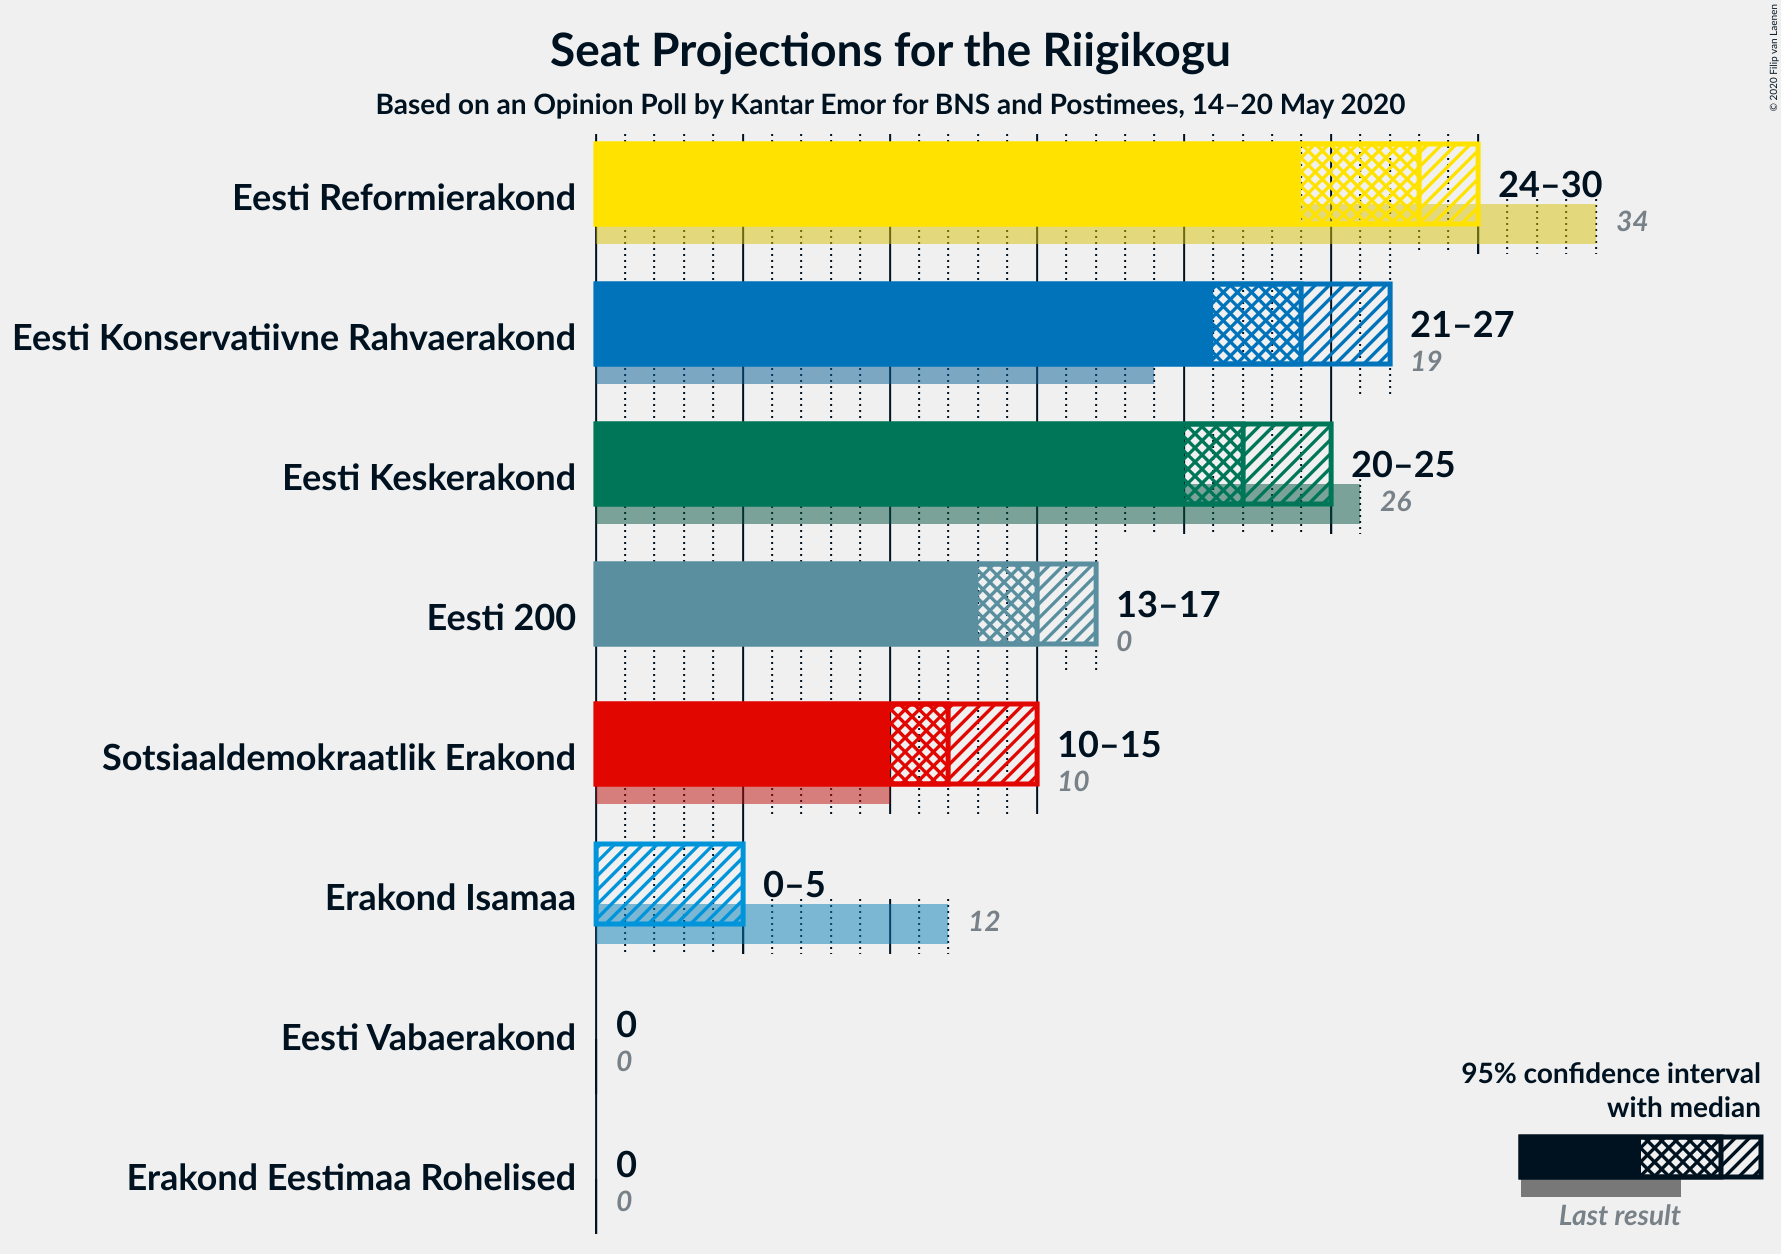 Seat Projections for the Riigikogu
Based on an Opinion Poll by Kantar Emor for BNS and Postimees, 14–20 May 2020
© 2020 Filip van Laenen
Eesti Reformierakond
24–30
34
Eesti Konservatiivne Rahvaerakond
21–27
19
Eesti Keskerakond
20–25
26
Eesti 200
13–17
0
Sotsiaaldemokraatlik Erakond
10–15
10
Erakond Isamaa
0–5
12
Eesti Vabaerakond
0
0
Erakond Eestimaa Rohelised
0
0
95% confidence interval
with median
Last result